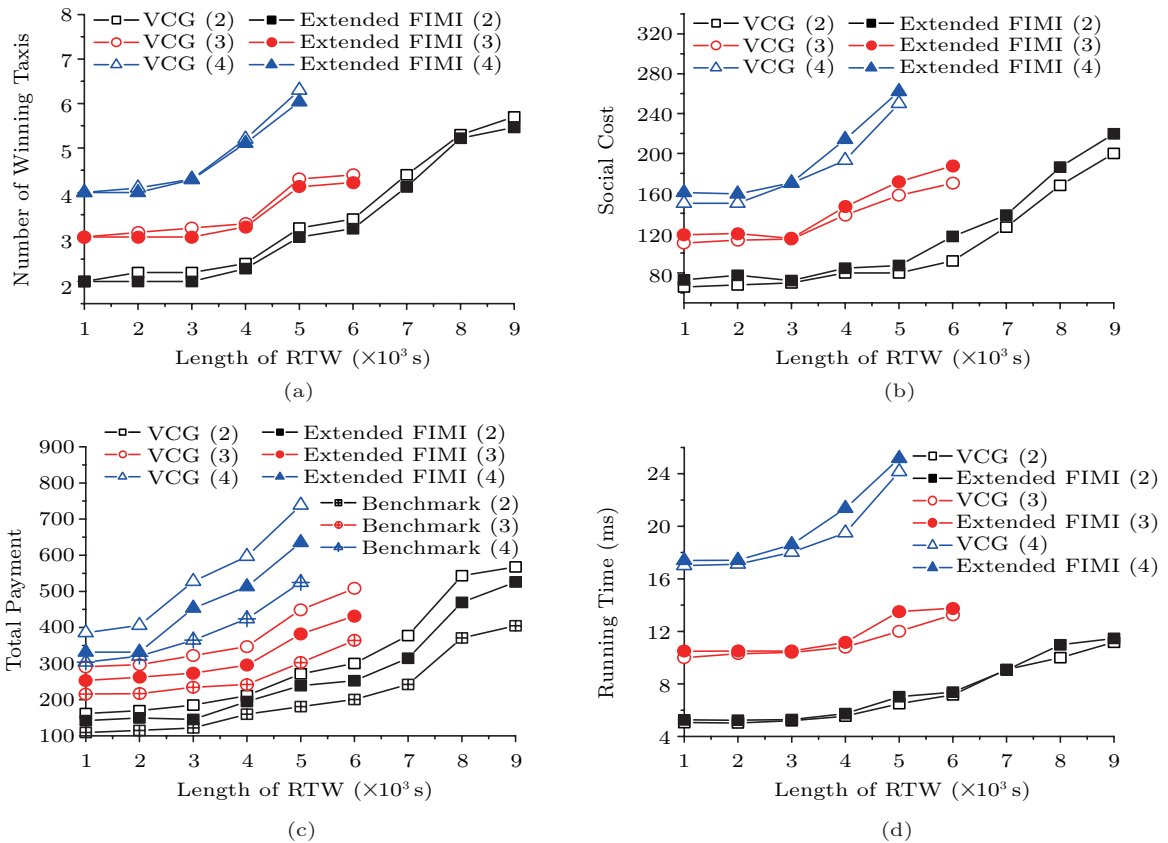 VCG (2) Extended FIMI (2)
VCG (3) Extended FIMI (3)
VCG (4) Extended FIMI (4)
Number of Winning Taxis
8
7
6
5
4
3
2
1 2 3 4 5 6 7 8 9
Length of RTW (×10³ s)
(a)
VCG (2) Extended FIMI (2)
VCG (3) Extended FIMI (3)
VCG (4) Extended FIMI (4)
Social Cost
320
280
240
200
160
120
80
1 2 3 4 5 6 7 8 9
Length of RTW (×10³ s)
(b)
VCG (2) Extended FIMI (2)
VCG (3) Extended FIMI (3)
VCG (4) Extended FIMI (4)
Benchmark (2)
Benchmark (3)
Benchmark (4)
Total Payment
900
800
700
600
500
400
300
200
100
1 2 3 4 5 6 7 8 9
Length of RTW (×10³ s)
(c)
VCG (2)
Extended FIMI (2)
VCG (3)
Extended FIMI (3)
VCG (4)
Extended FIMI (4)
Running Time (ms)
24
20
16
12
8
4
1 2 3 4 5 6 7 8 9
Length of RTW (×10³ s)
(d)